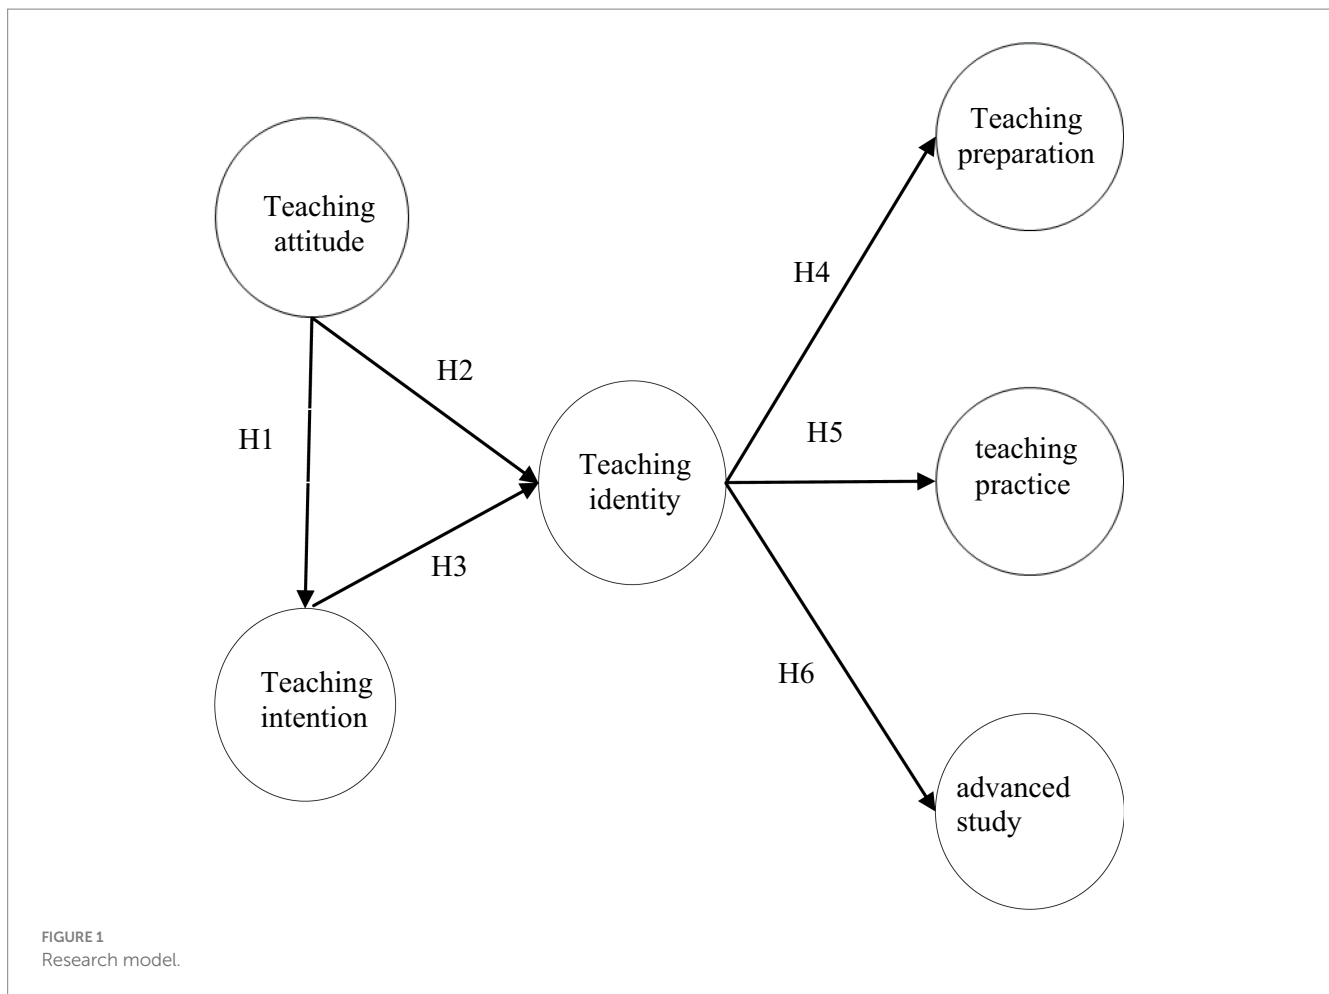 Teaching
attitude
H1
H2
H3
Teaching
intention
Teaching
identity
H4
H5
H6
Teaching
preparation
teaching
practice
advanced
study
FIGURE 1
Research model.